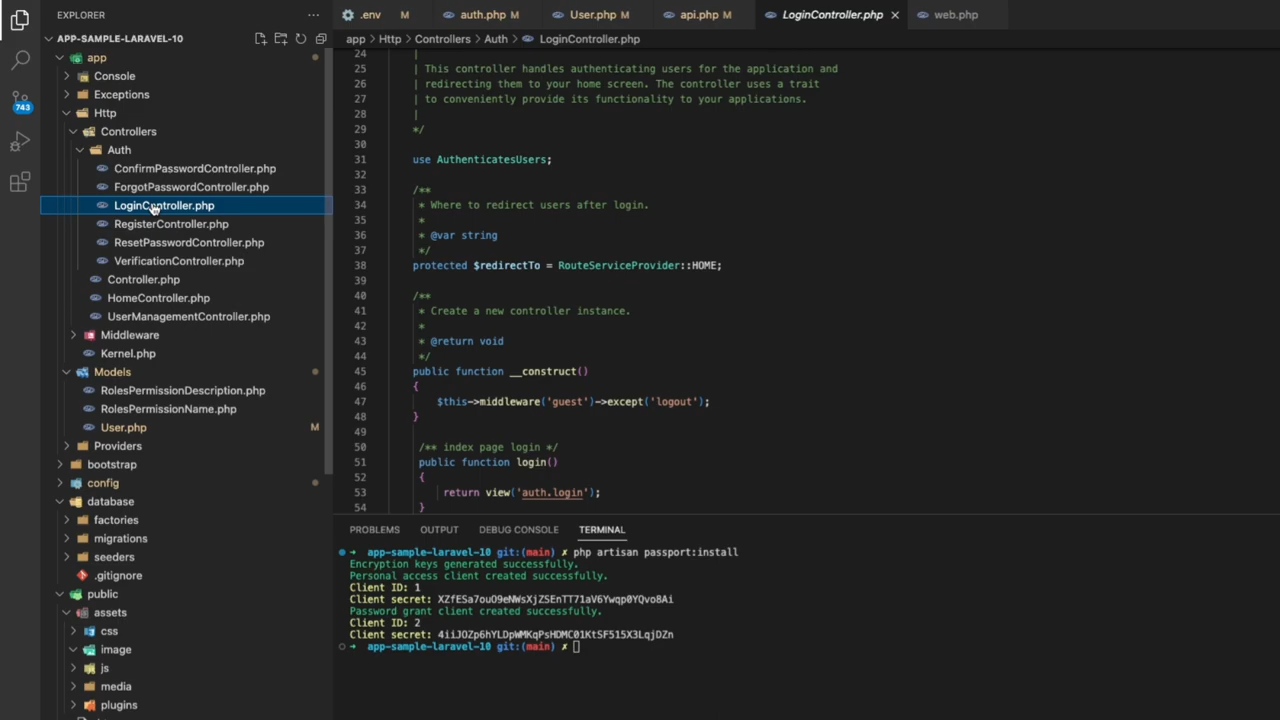 EXPLORER
APP-SAMPLE-LARAVEL-10
app
Console
Exceptions
Http
Controllers
Auth
ConfirmPasswordController.php
ForgotPasswordController.php
LoginController.php
RegisterController.php
ResetPasswordController.php
VerificationController.php
Controller.php
HomeController.php
UserManagementController.php
Middleware
Kernel.php
Models
RolesPermissionDescription.php
RolesPermissionName.php
User.php M
Providers
bootstrap
config
database
factories
migrations
seeders
.gitignore
public
assets
css
image
js
media
plugins
743
.env M auth.php M User.php M api.php M LoginController.php web.php
app > Http > Controllers > Auth > LoginController.php
24 |
25 | This controller handles authenticating users for the application and
26 | redirecting them to your home screen. The controller uses a trait
27 | to conveniently provide its functionality to your applications.
28 |
29 */
30
31 use AuthenticatesUsers;
32
33 /**
34 * Where to redirect users after login.
35 *
36 * @var string
37 */
38 protected $redirectTo = RouteServiceProvider::HOME;
39
40 /**
41 * Create a new controller instance.
42 *
43 * @return void
44 */
45 public function __construct()
46 {
47 $this->middleware('guest')->except('logout');
48 }
49
50 /** index page login */
51 public function login()
52 {
53 return view('auth.login');
54 }
PROBLEMS OUTPUT DEBUG CONSOLE TERMINAL
➜ app-sample-laravel-10 git:(main) ✗ php artisan passport:install
Encryption keys generated successfully.
Personal access client created successfully.
Client ID: 1
Client secret: XZfESa7ouO9eNWsXjZSEnTT71aV6Ywqp0YQvo8Ai
Password grant client created successfully.
Client ID: 2
Client secret: 4iiJOZp6hYLDpWMKqPsHDMC01KtSF515X3LqjDZn
➜ app-sample-laravel-10 git:(main) ✗